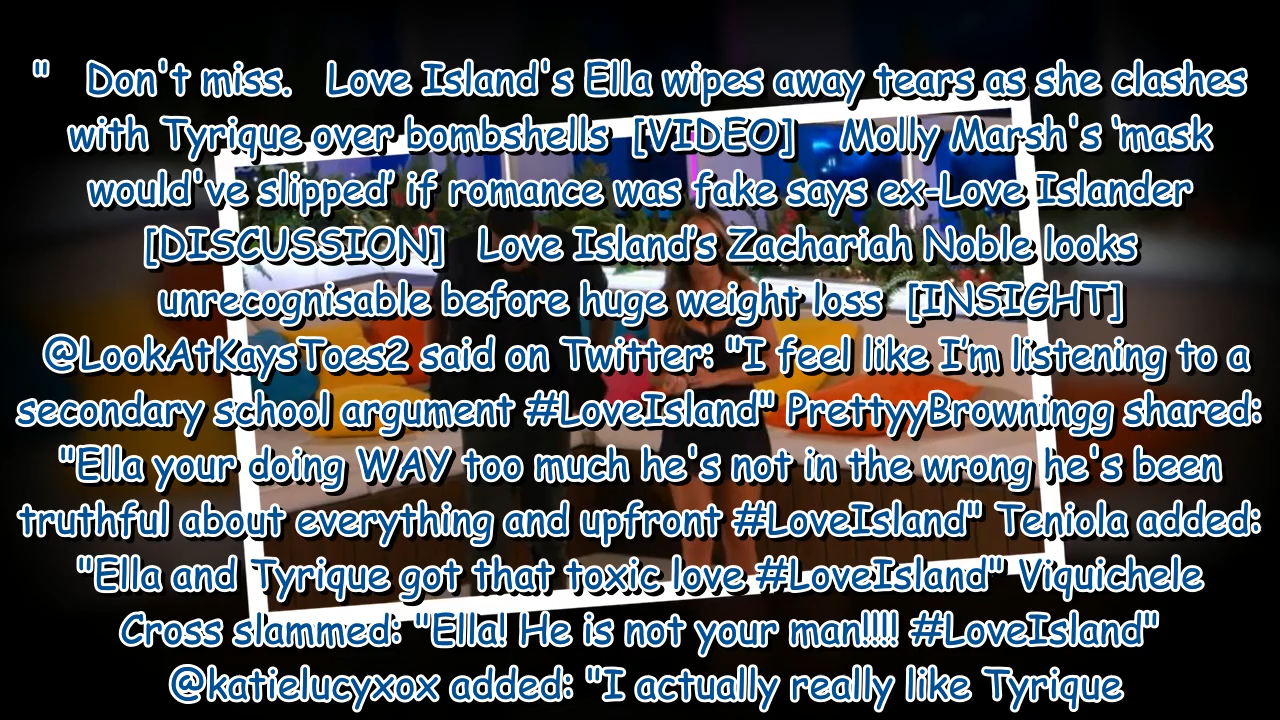 " Don't miss. Love Island's Ella wipes away tears as she clashes
with Tyrique over bombshells [VIDEO] Molly Marsh's ‘mask
would've slipped’ if romance was fake says ex-Love Islander
[DISCUSSION] Love Island’s Zachariah Noble looks
unrecognisable before huge weight loss [INSIGHT]
@LookAtKaysToes2 said on Twitter: "I feel like I’m listening to a
secondary school argument #LoveIsland" PrettyyBrowningg shared:
"Ella your doing WAY too much he's not in the wrong he's been
truthful about everything and upfront #LoveIsland" Teniola added:
"Ella and Tyrique got that toxic love #LoveIsland" Viquichele
Cross slammed: "Ella! He is not your man!!!! #LoveIsland"
@katielucyxox added: "I actually really like Tyrique